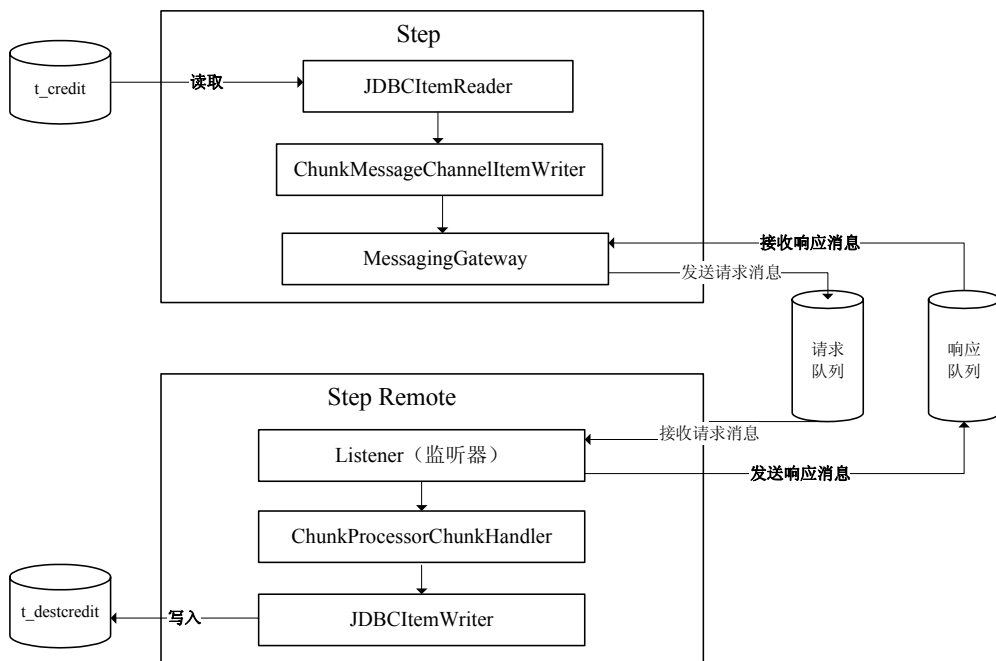 Step
t_credit
读取
JDBCItemReader
ChunkMessageChannelItemWriter
MessagingGateway
接收响应消息
发送请求消息
请求
队列
响应
队列
Step Remote
接收请求消息
Listener（监听器）
发送响应消息
ChunkProcessorChunkHandler
t_destcredit
写入
JDBCItemWriter